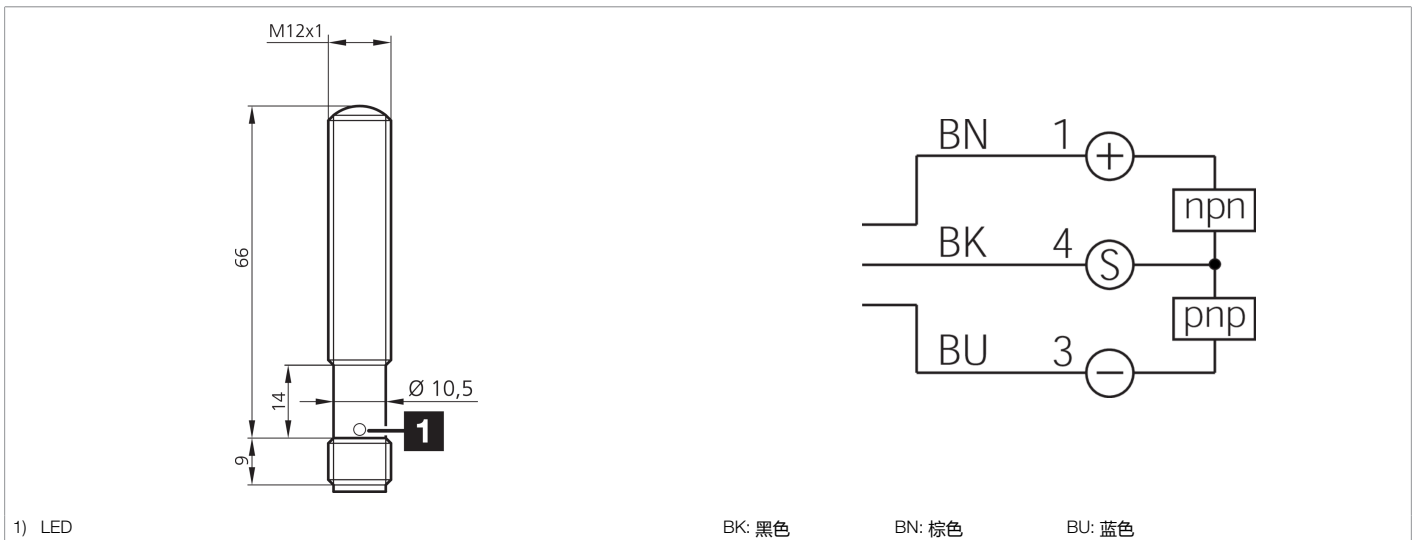 M12x1
66
14
Ø 10,5
1
9
BN 1 +
npn
BK 4 S
pnp
BU 3 −
1) LED
BK: 黑色 BN: 棕色 BU: 蓝色